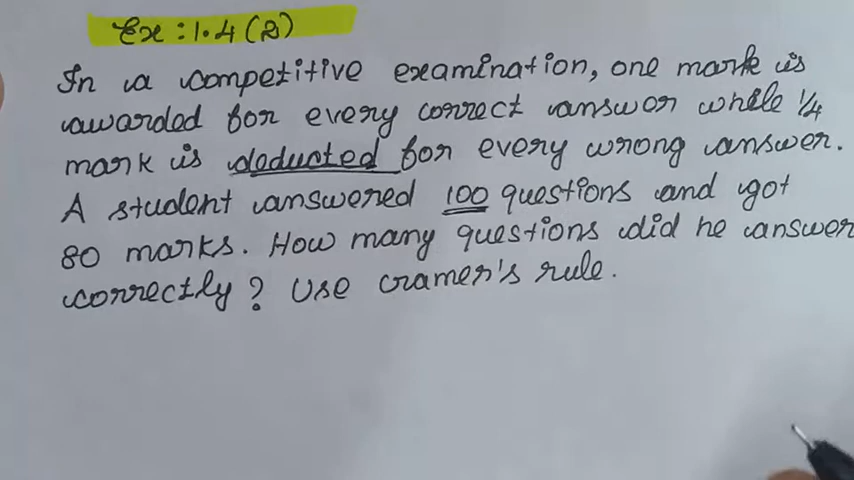 Ex : 1.4 (2)
In a competitive examination, one mark is
awarded for every correct answer while 1/4
mark is deducted for every wrong answer.
A student answered 100 questions and got
80 marks. How many questions did he answer
correctly? Use cramer's rule.